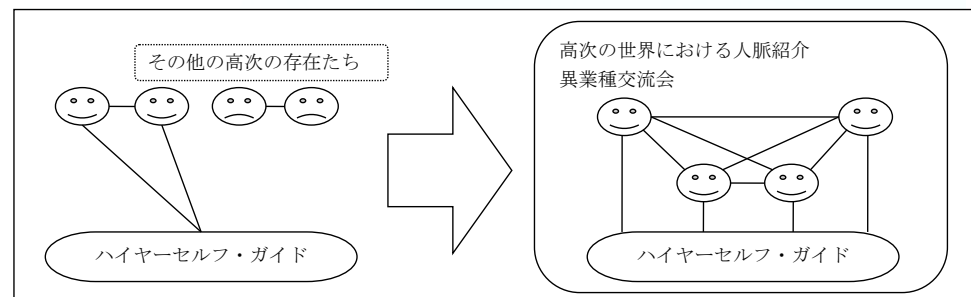 その他の高次の存在たち
ハイヤーセルフ・ガイド
高次の世界における人脈紹介
異業種交流会
ハイヤーセルフ・ガイド